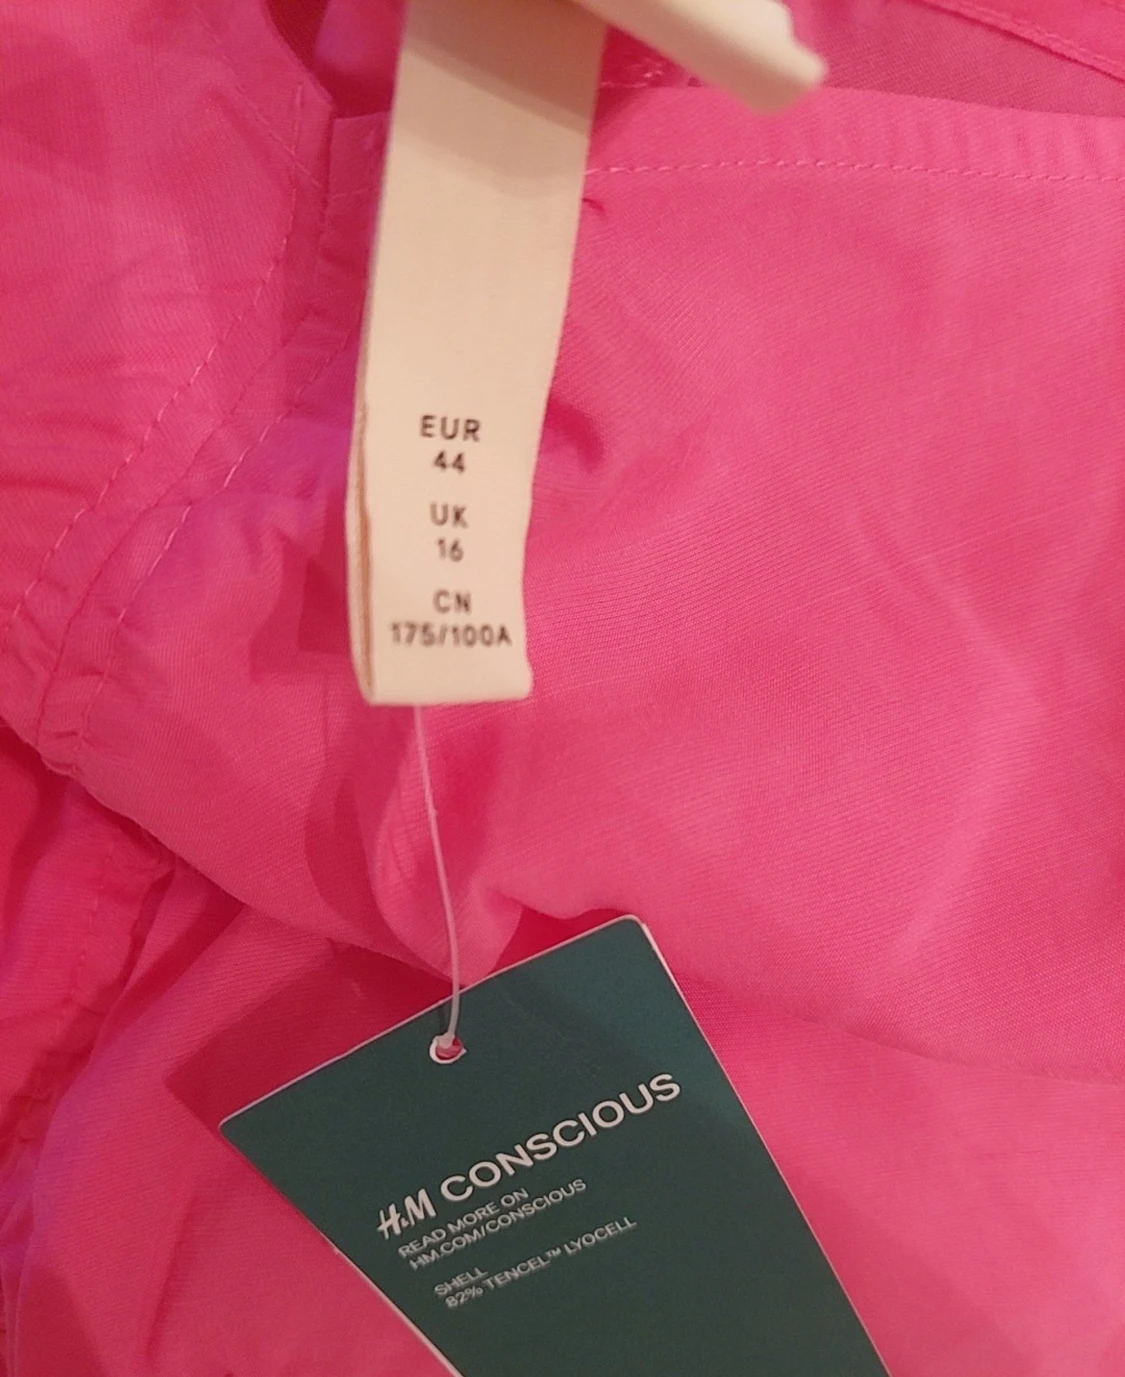 EUR
44
UK
16
CN
175/100A
H&M CONSCIOUS
READ MORE ON
HM.COM/CONSCIOUS
SHELL
82% TENCEL™ LYOCELL